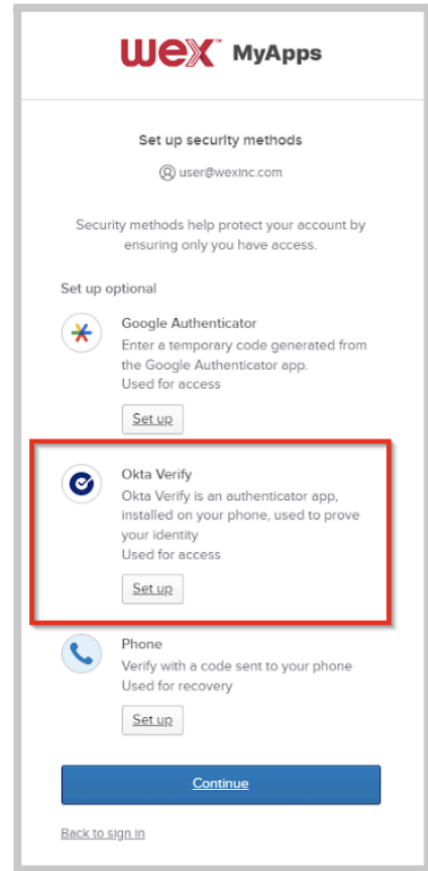 wex™ MyApps
Set up security methods
user@wexinc.com
Security methods help protect your account by
ensuring only you have access.
Set up optional
Google Authenticator
Enter a temporary code generated from
the Google Authenticator app.
Used for access
Set up
Okta Verify
Okta Verify is an authenticator app,
installed on your phone, used to prove
your identity
Used for access
Set up
Phone
Verify with a code sent to your phone
Used for recovery
Set up
Continue
Back to sign in